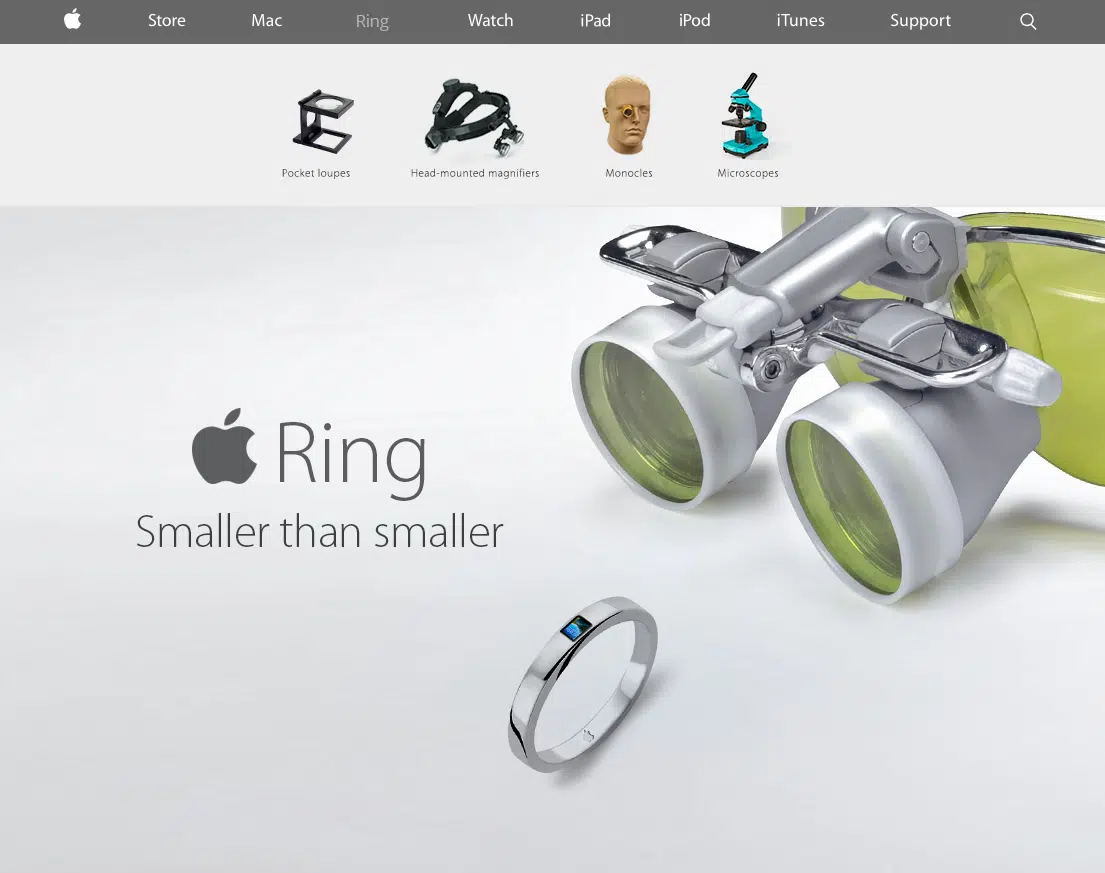 Store Mac Ring Watch iPad iPod iTunes Support
Pocket loupes Head-mounted magnifiers Monocles Microscopes
Ring
Smaller than smaller